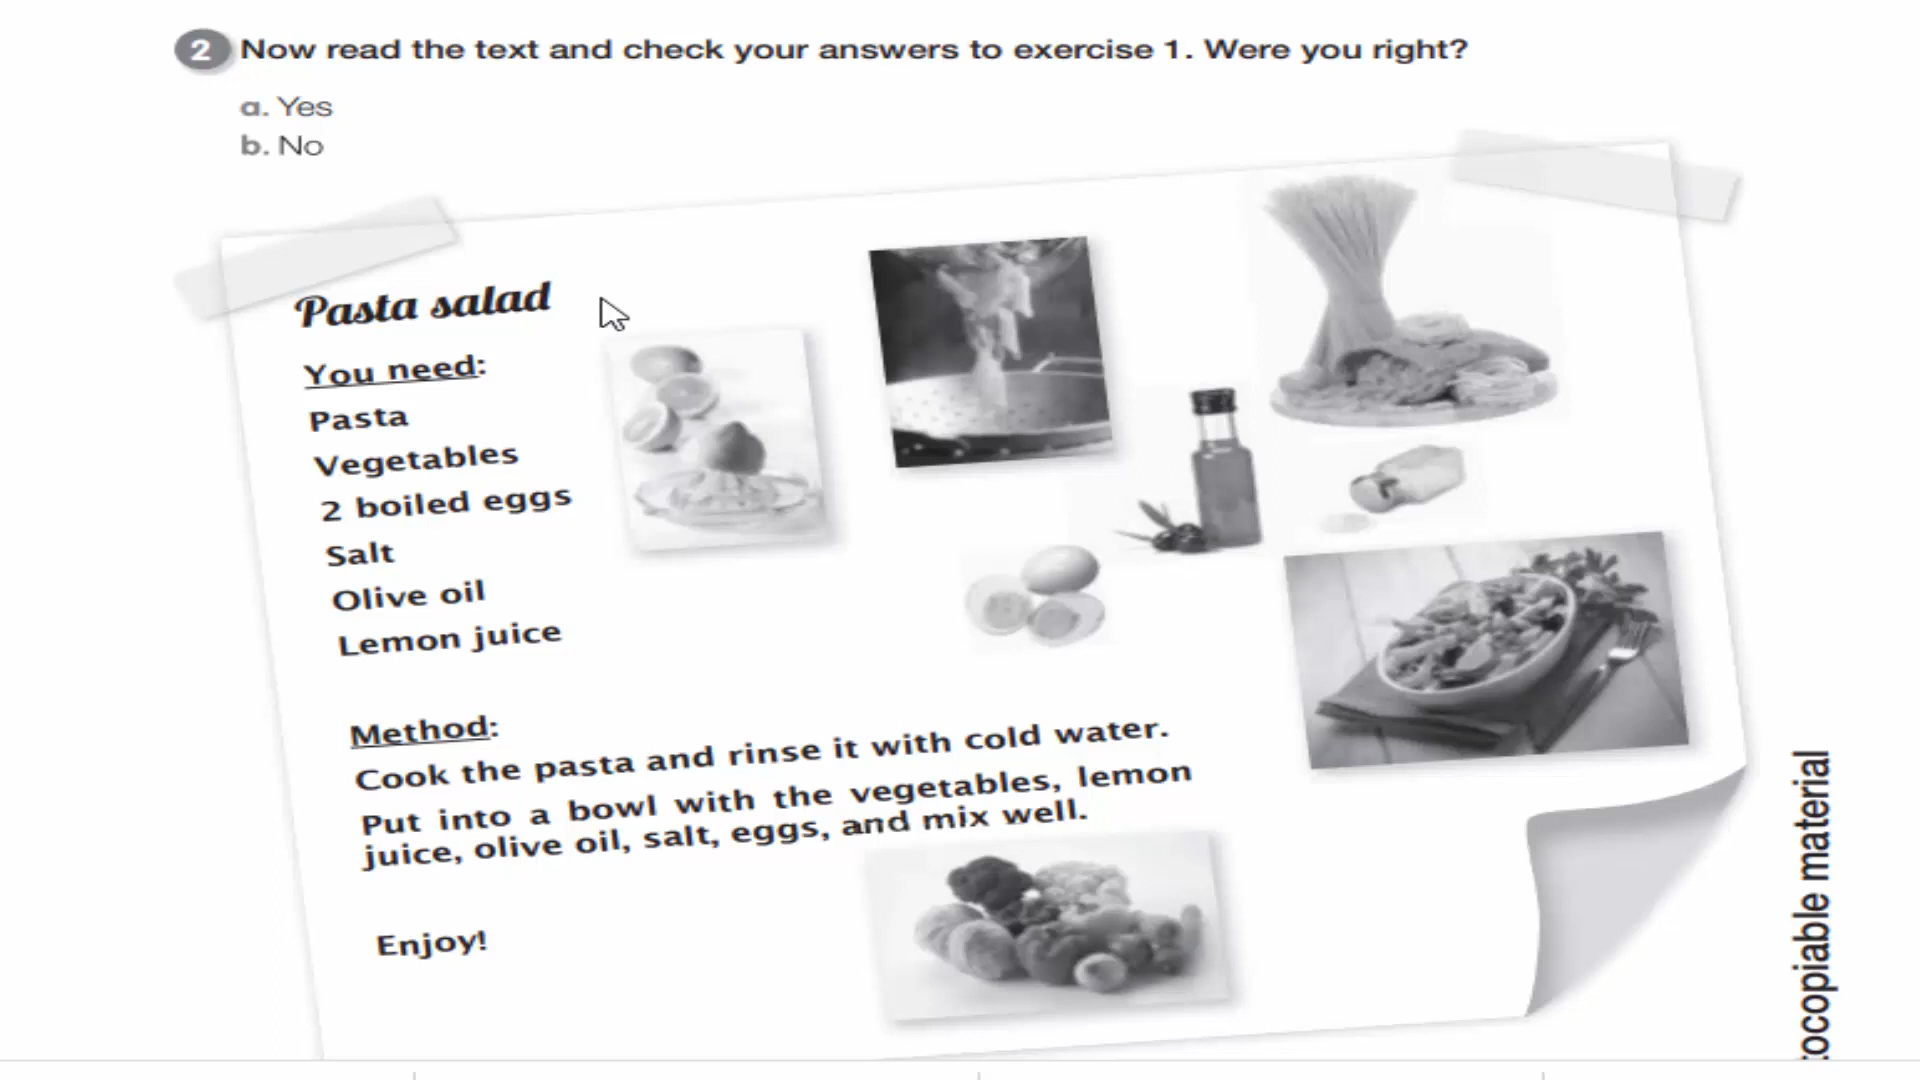 2 Now read the text and check your answers to exercise 1. Were you right?
a. Yes
b. No
Pasta salad
You need:
Pasta
Vegetables
2 boiled eggs
Salt
Olive oil
Lemon juice
Method:
Cook the pasta and rinse it with cold water.
Put into a bowl with the vegetables, lemon
juice, olive oil, salt, eggs, and mix well.
Enjoy!
tocopiable material